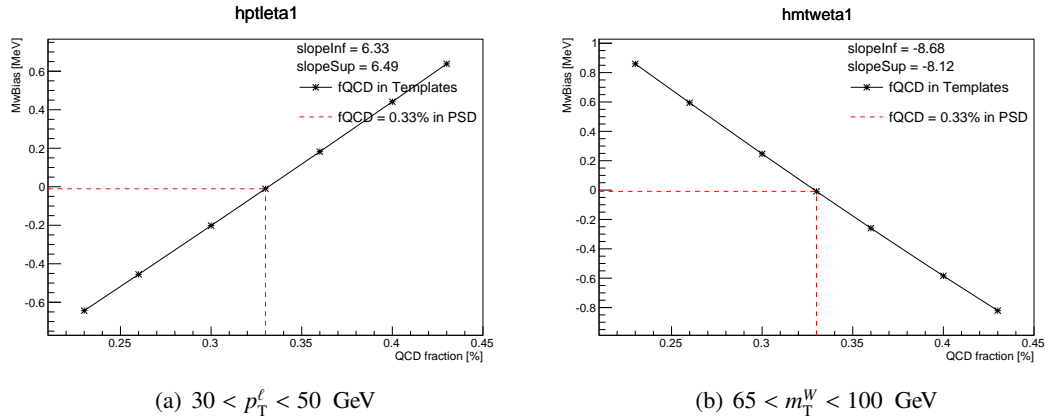 hptleta1
MwBias [MeV]
slopeInf = 6.33
slopeSup = 6.49
fQCD in Templates
fQCD = 0.33% in PSD
0.6
0.4
0.2
0
-0.2
-0.4
-0.6
0.25 0.3 0.35 0.4 0.45
QCD fraction [%]
(a) 30 < p_T^ℓ < 50 GeV
hmtweta1
MwBias [MeV]
slopeInf = -8.68
slopeSup = -8.12
fQCD in Templates
fQCD = 0.33% in PSD
1
0.8
0.6
0.4
0.2
0
-0.2
-0.4
-0.6
-0.8
0.25 0.3 0.35 0.4 0.45
QCD fraction [%]
(b) 65 < m_T^W < 100 GeV